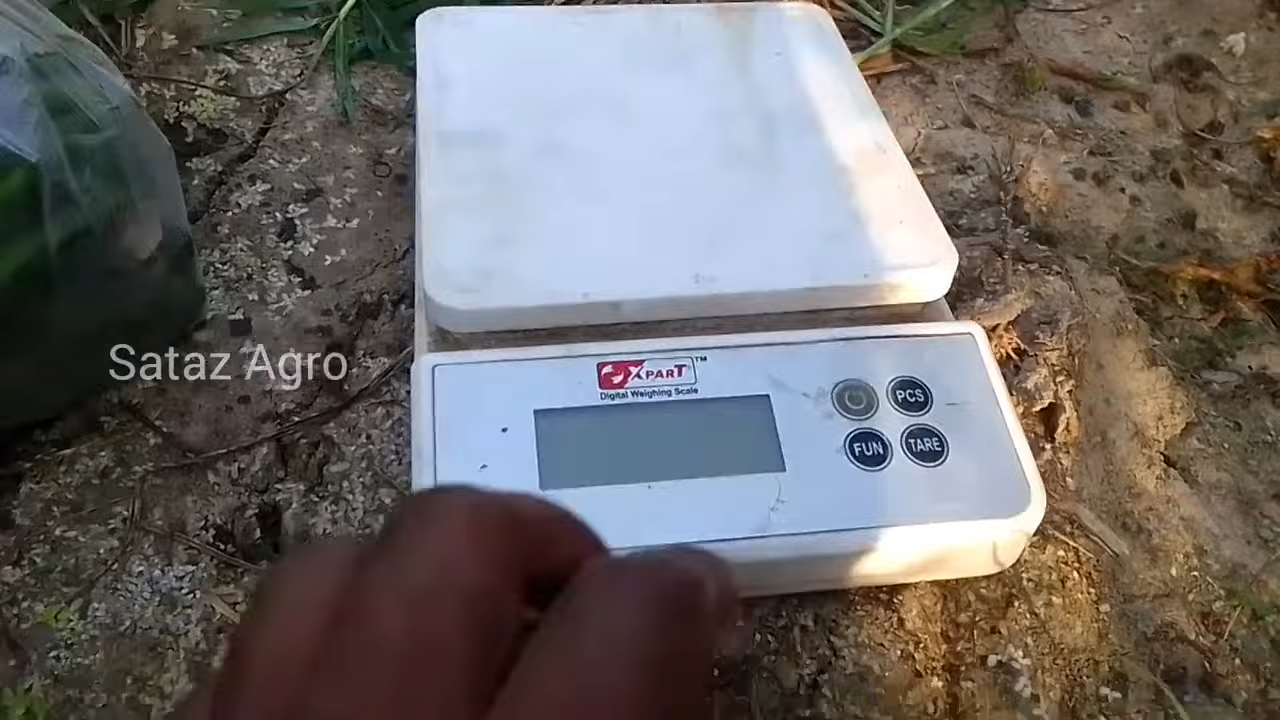 XPART™
Digital Weighing Scale
PCS
FUN
TARE
Sataz Agro